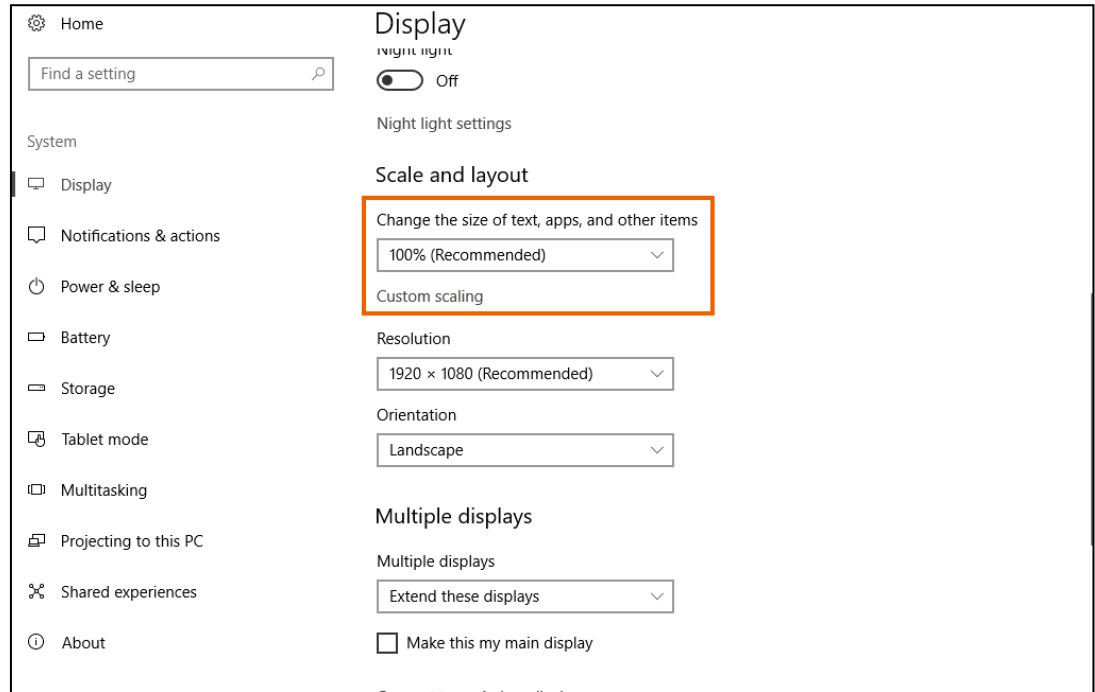 Home
Find a setting
System
Display
Notifications & actions
Power & sleep
Battery
Storage
Tablet mode
Multitasking
Projecting to this PC
Shared experiences
About
Display
Night light
Off
Night light settings
Scale and layout
Change the size of text, apps, and other items
100% (Recommended)
Custom scaling
Resolution
1920 × 1080 (Recommended)
Orientation
Landscape
Multiple displays
Multiple displays
Extend these displays
Make this my main display